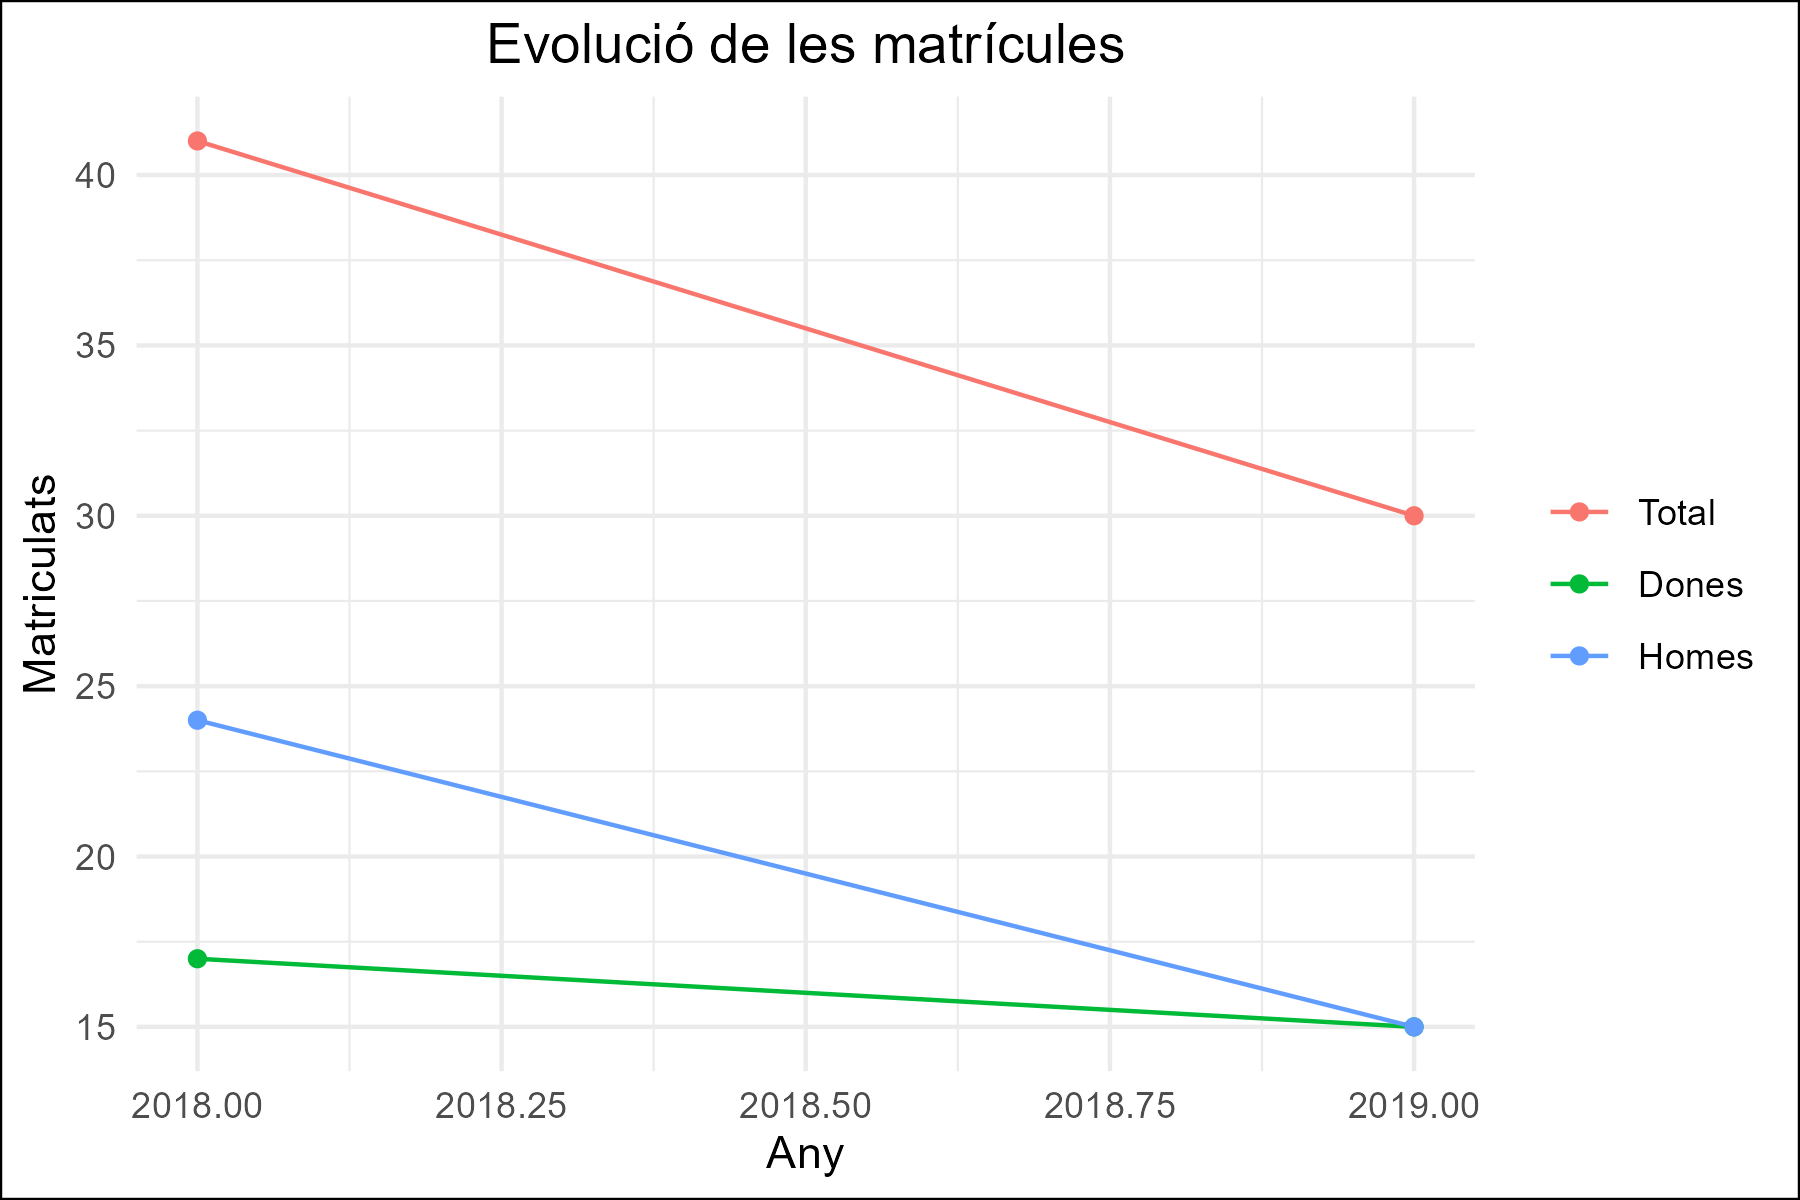 Evolució de les matrícules
Matriculats
40
35
30
25
20
15
2018.00 2018.25 2018.50 2018.75 2019.00
Any
Total
Dones
Homes